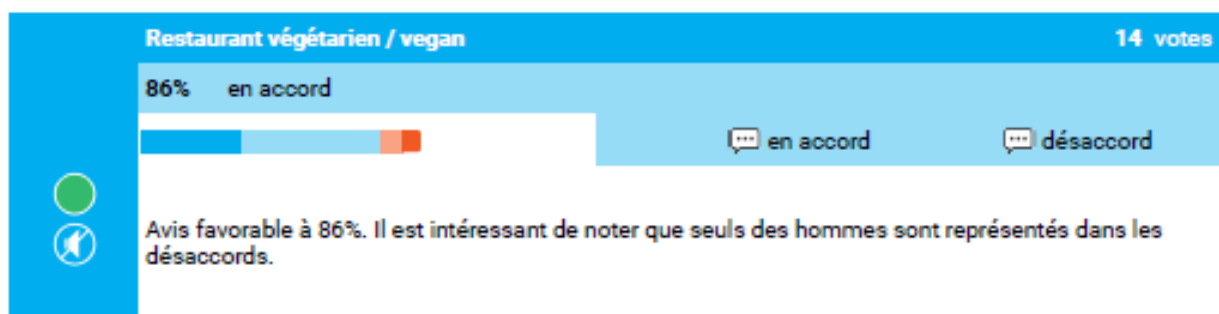 Restaurant végétarien / vegan 14 votes
86% en accord
en accord désaccord
Avis favorable à 86%. Il est intéressant de noter que seuls des hommes sont représentés dans les
désaccords.